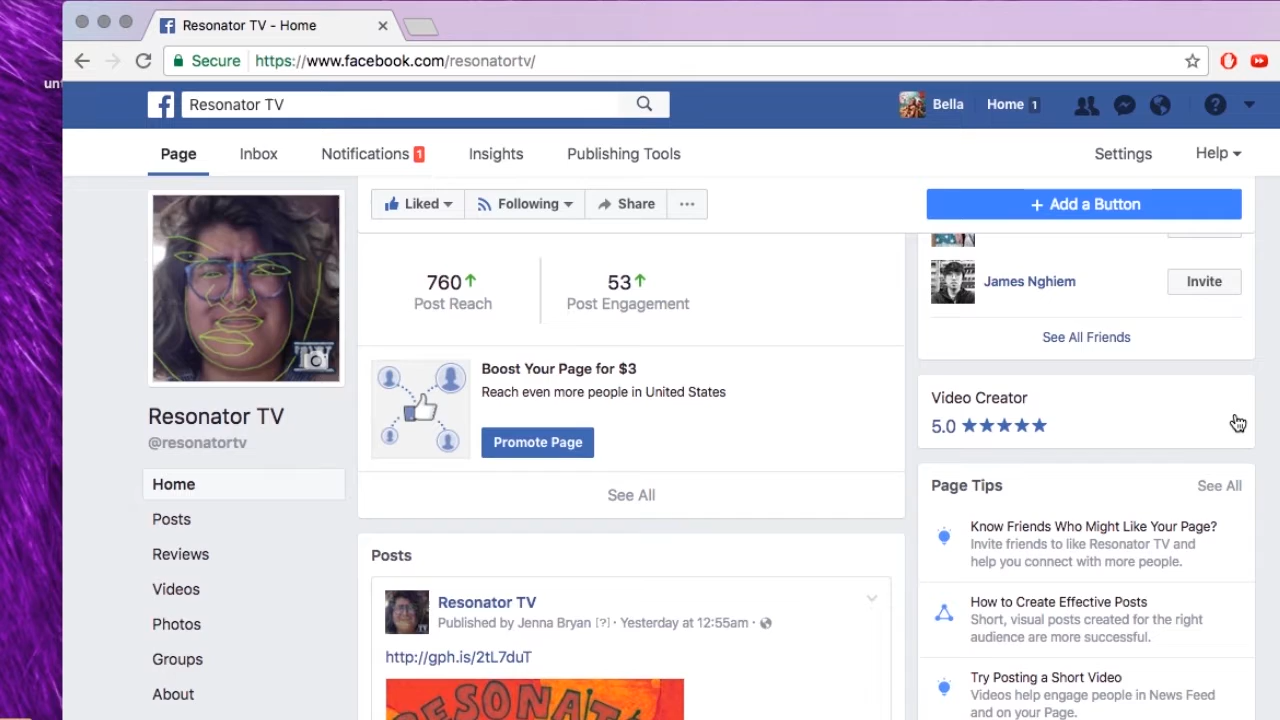 Resonator TV - Home
Secure https://www.facebook.com/resonatortv/
Resonator TV
Bella Home 1
Page Inbox Notifications 1 Insights Publishing Tools Settings Help
Liked Following Share ... + Add a Button
760 53
Post Reach Post Engagement
James Nghiem Invite
See All Friends
Boost Your Page for $3
Reach even more people in United States
Promote Page
See All
Video Creator
5.0
Resonator TV
@resonatortv
Home
Posts
Reviews
Videos
Photos
Groups
About
Posts
Resonator TV
Published by Jenna Bryan [?] · Yesterday at 12:55am ·
http://gph.is/2tL7duT
RESONAT
Page Tips See All
Know Friends Who Might Like Your Page?
Invite friends to like Resonator TV and
help you connect with more people.
How to Create Effective Posts
Short, visual posts created for the right
audience are more successful.
Try Posting a Short Video
Videos help engage people in News Feed
and on your Page.